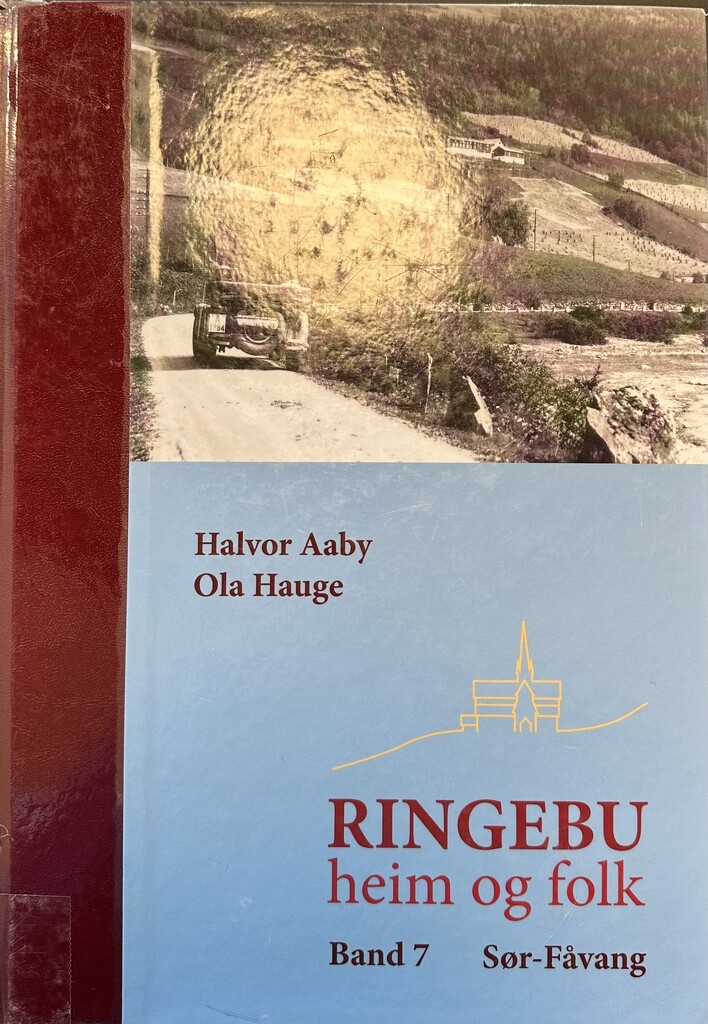 Halvor Aaby
Ola Hauge
RINGEBU
heim og folk
Band 7 Sør-Fåvang